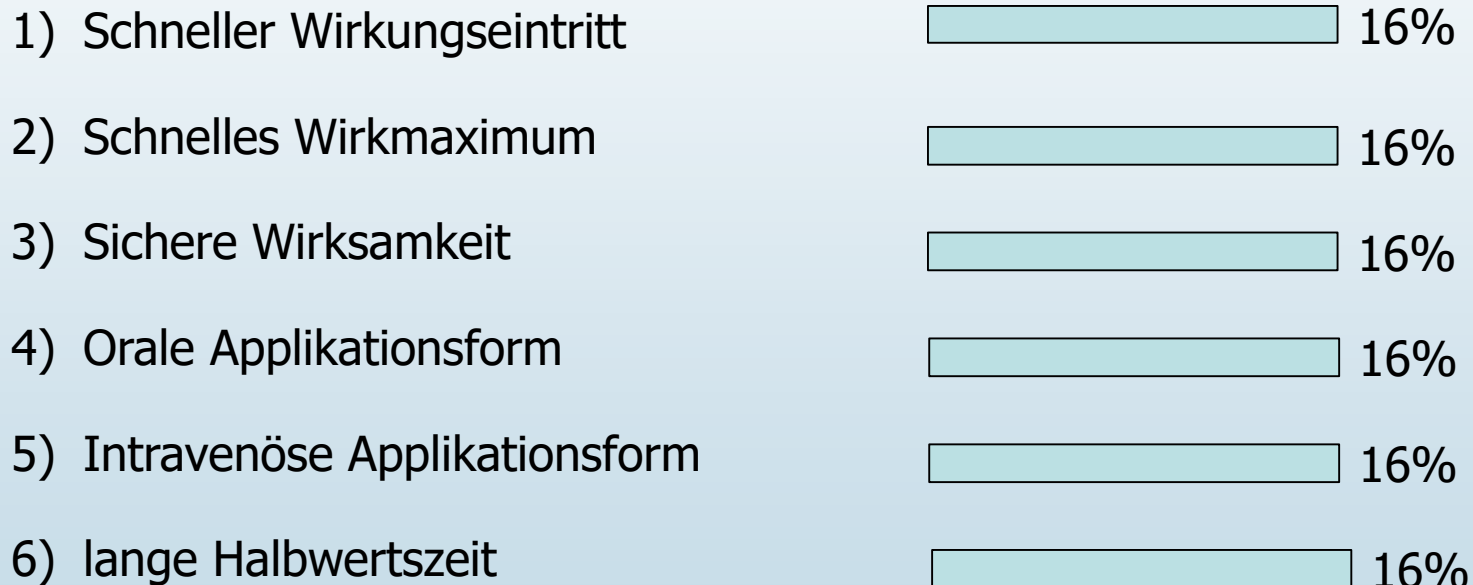 1) Schneller Wirkungseintritt 16%
2) Schnelles Wirkmaximum 16%
3) Sichere Wirksamkeit 16%
4) Orale Applikationsform 16%
5) Intravenöse Applikationsform 16%
6) lange Halbwertszeit 16%